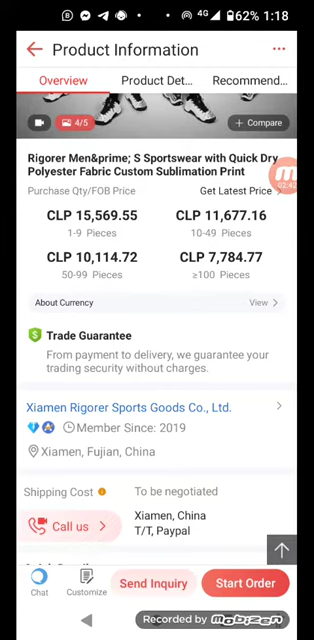 4G 62% 1:18
Product Information
Overview Product Det... Recommend...
4/5
+ Compare
Rigorer Men&prime; S Sportswear with Quick Dry
Polyester Fabric Custom Sublimation Print
02:42
Purchase Qty/FOB Price Get Latest Price
CLP 15,569.55 CLP 11,677.16
1-9 Pieces 10-49 Pieces
CLP 10,114.72 CLP 7,784.77
50-99 Pieces ≥100 Pieces
About Currency View
Trade Guarantee
From payment to delivery, we guarantee your
trading security without charges.
Xiamen Rigorer Sports Goods Co., Ltd.
Member Since: 2019
Xiamen, Fujian, China
Shipping Cost To be negotiated
Call us Xiamen, China
T/T, Paypal
Chat Customize Send Inquiry Start Order
Recorded by mobizen